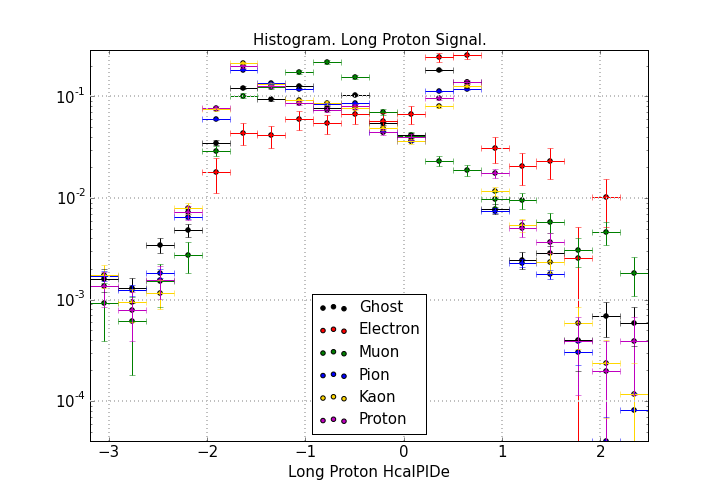 Histogram. Long Proton Signal.
10⁻¹
10⁻²
10⁻³
10⁻⁴
Ghost
Electron
Muon
Pion
Kaon
Proton
−3 −2 −1 0 1 2
Long Proton HcalPIDe